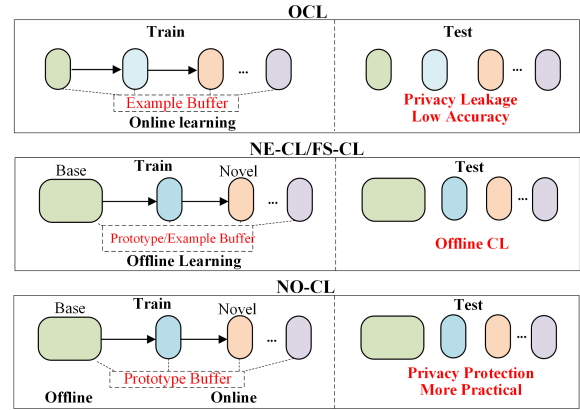 OCL
Train
Test
...
...
Example Buffer
Online learning
Privacy Leakage
Low Accuracy
NE-CL/FS-CL
Base
Train
Novel
Test
...
...
Prototype/Example Buffer
Offline Learning
Offline CL
NO-CL
Base
Train
Novel
Test
...
...
Prototype Buffer
Offline
Online
Privacy Protection
More Practical